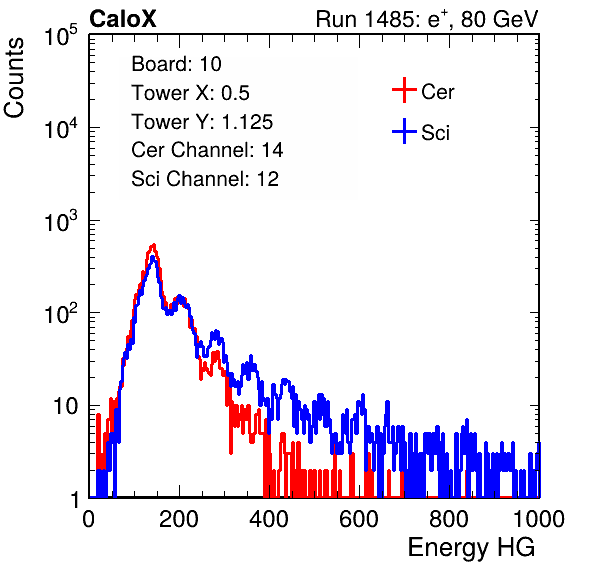 CaloX Run 1485: e⁺, 80 GeV
Counts
10⁵
10⁴
10³
10²
10
1
Board: 10
Tower X: 0.5
Tower Y: 1.125
Cer Channel: 14
Sci Channel: 12
Cer
Sci
0 200 400 600 800 1000
Energy HG